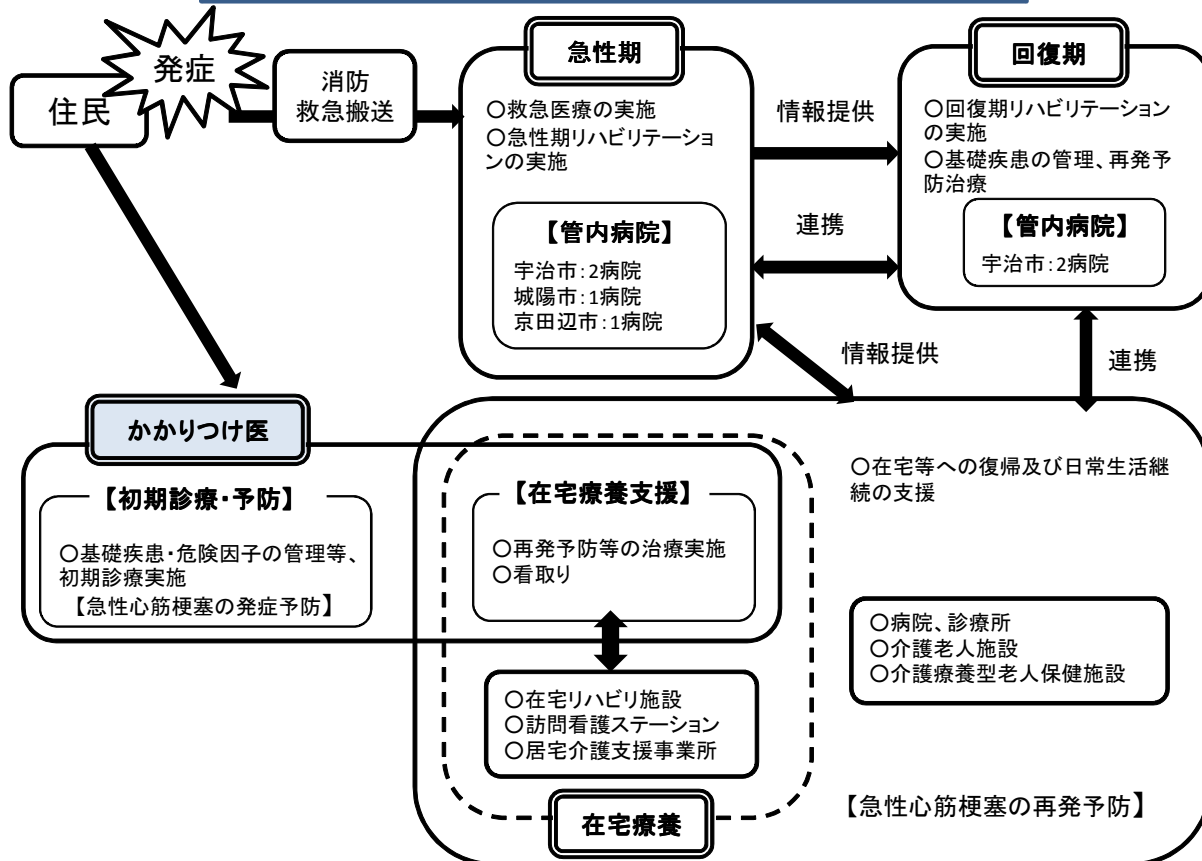 発症
住民
消防
救急搬送
急性期
○救急医療の実施
○急性期リハビリテーショ
ンの実施
【管内病院】
宇治市:2病院
城陽市:1病院
京田辺市:1病院
情報提供
連携
回復期
○回復期リハビリテーション
の実施
○基礎疾患の管理、再発予
防治療
【管内病院】
宇治市:2病院
情報提供
連携
かかりつけ医
【初期診療・予防】
○基礎疾患・危険因子の管理等、
初期診療実施
【急性心筋梗塞の発症予防】
【在宅療養支援】
○再発予防等の治療実施
○看取り
○在宅リハビリ施設
○訪問看護ステーション
○居宅介護支援事業所
在宅療養
○在宅等への復帰及び日常生活継
続の支援
○病院、診療所
○介護老人施設
○介護療養型老人保健施設
【急性心筋梗塞の再発予防】